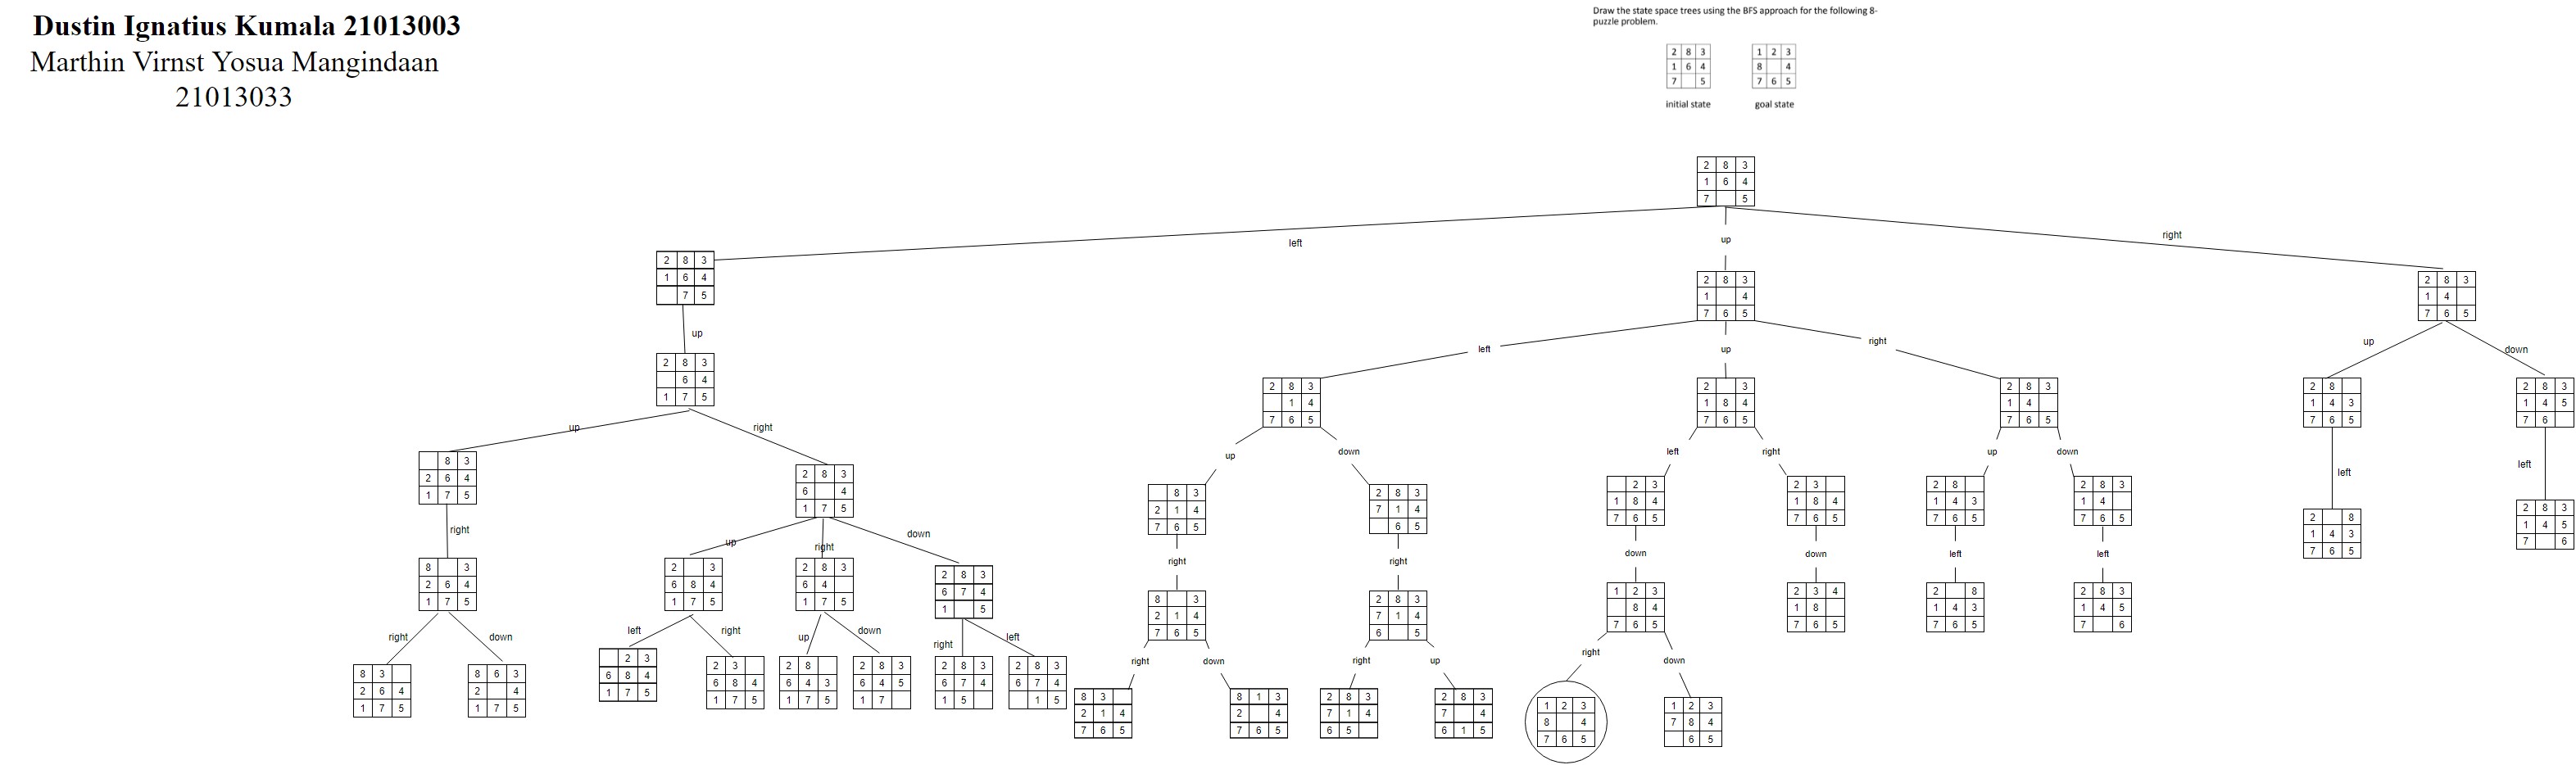 Dustin Ignatius Kumala 21013003
Marthin Virnst Yosua Mangindaan
21013033
Draw the state space trees using the BFS approach for the following 8-
puzzle problem.
2 8 3
1 6 4
7 5
initial state
1 2 3
8 4
7 6 5
goal state
2 8 3
1 6 4
7 5
left
up
right
2 8 3
1 6 4
7 5
2 8 3
1 4
7 6 5
2 8 3
1 4
7 6 5
up
left
up
right
up
down
2 8 3
6 4
1 7 5
2 8 3
1 4
7 6 5
2 3
1 8 4
7 6 5
2 8 3
1 4
7 6 5
2 8
1 4 3
7 6 5
2 8 3
1 4 5
7 6
up
right
up
down
left
right
up
down
left
left
8 3
2 6 4
1 7 5
2 8 3
6 4
1 7 5
8 3
2 1 4
7 6 5
2 8 3
7 1 4
6 5
2 3
1 8 4
7 6 5
2 3
1 8 4
7 6 5
2 8
1 4 3
7 6 5
2 8 3
1 4
7 6 5
2 8
1 4 3
7 6 5
2 8 3
1 4 5
7 6
right
up
right
down
right
right
down
down
left
left
8 3
2 6 4
1 7 5
2 3
6 8 4
1 7 5
2 8 3
6 4
1 7 5
2 8 3
6 7 4
1 5
8 3
2 1 4
7 6 5
2 8 3
7 1 4
6 5
1 2 3
8 4
7 6 5
2 3 4
1 8
7 6 5
2 8
1 4 3
7 6 5
2 8 3
1 4 5
7 6
right
down
left
right
up
down
right
left
right
down
right
up
right
down
8 3
2 6 4
1 7 5
8 6 3
2 4
1 7 5
2 3
6 8 4
1 7 5
2 3
6 8 4
1 7 5
2 8
6 4 3
1 7 5
2 8 3
6 4 5
1 7
2 8 3
6 7 4
1 5
2 8 3
6 7 4
1 5
8 3
2 1 4
7 6 5
8 1 3
2 4
7 6 5
2 8 3
7 1 4
6 5
2 8 3
7 4
6 1 5
1 2 3
8 4
7 6 5
1 2 3
7 8 4
6 5